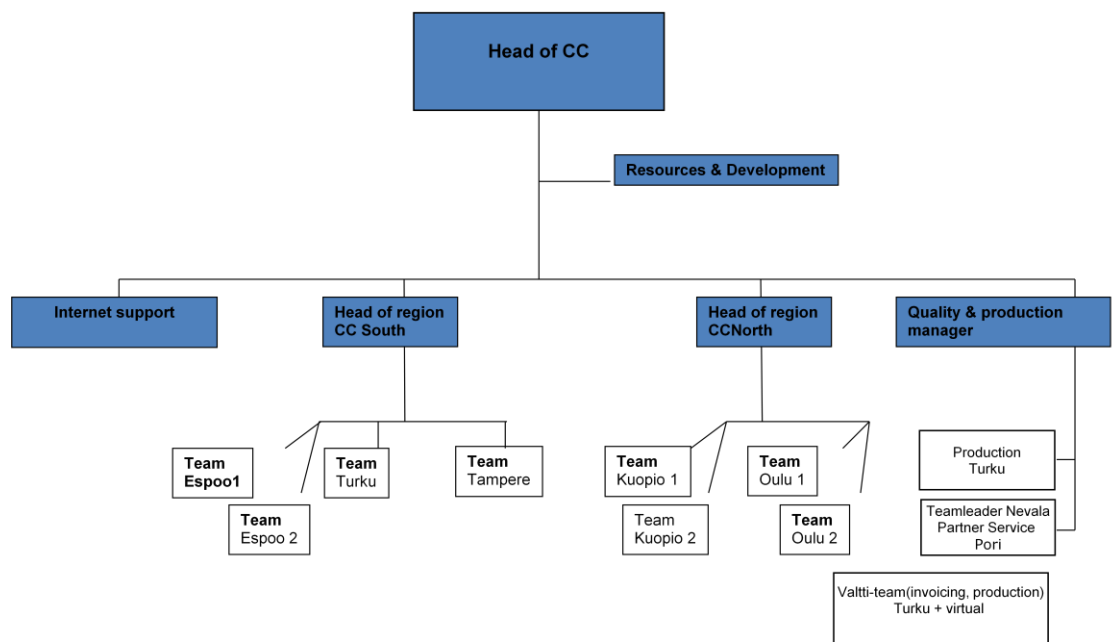 Head of CC
Resources & Development
Internet support
Head of region
CC South
Head of region
CCNorth
Quality & production
manager
Team
Espoo1
Team
Turku
Team
Tampere
Team
Kuopio 1
Team
Oulu 1
Production
Turku
Team
Espoo 2
Team
Kuopio 2
Team
Oulu 2
Teamleader Nevala
Partner Service
Pori
Valtti-team(invoicing, production)
Turku + virtual